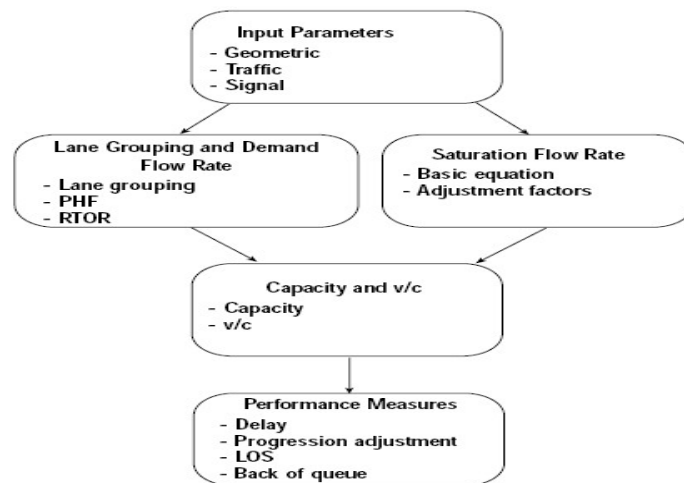 Input Parameters
- Geometric
- Traffic
- Signal
Lane Grouping and Demand
Flow Rate
- Lane grouping
- PHF
- RTOR
Saturation Flow Rate
- Basic equation
- Adjustment factors
Capacity and v/c
- Capacity
- v/c
Performance Measures
- Delay
- Progression adjustment
- LOS
- Back of queue